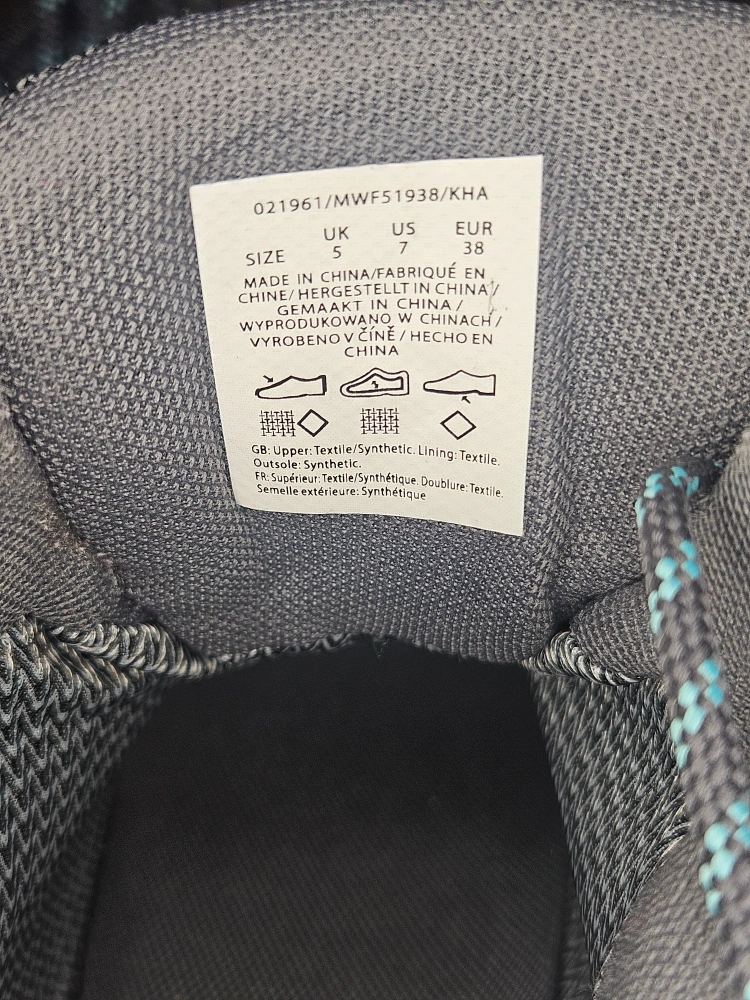 021961/MWF51938/KHA
UK US EUR
SIZE 5 7 38
MADE IN CHINA/FABRIQUÉ EN
CHINE/ HERGESTELLT IN CHINA/
GEMAAKT IN CHINA /
WYPRODUKOWANO W CHINACH/
VYROBENO V ČÍNĚ / HECHO EN
CHINA
GB: Upper: Textile/Synthetic. Lining: Textile.
Outsole: Synthetic.
FR: Supérieur: Textile/Synthétique. Doublure: Textile.
Semelle extérieure: Synthétique